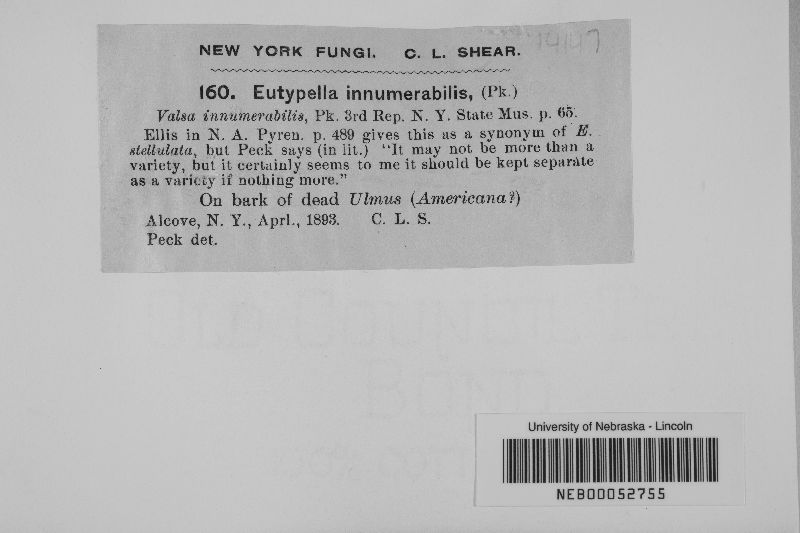 14147
NEW YORK FUNGI. C. L. SHEAR.
160. Eutypella innumerabilis, (Pk.)
Valsa innumerabilis, Pk. 3rd Rep. N. Y. State Mus. p. 65.
Ellis in N. A. Pyren. p. 489 gives this as a synonym of E.
stellulata, but Peck says (in lit.) “It may not be more than a
variety, but it certainly seems to me it should be kept separate
as a variety if nothing more.”
On bark of dead Ulmus (Americana?)
Alcove, N. Y., Aprl., 1893. C. L. S.
Peck det.
University of Nebraska - Lincoln
NEB00052755